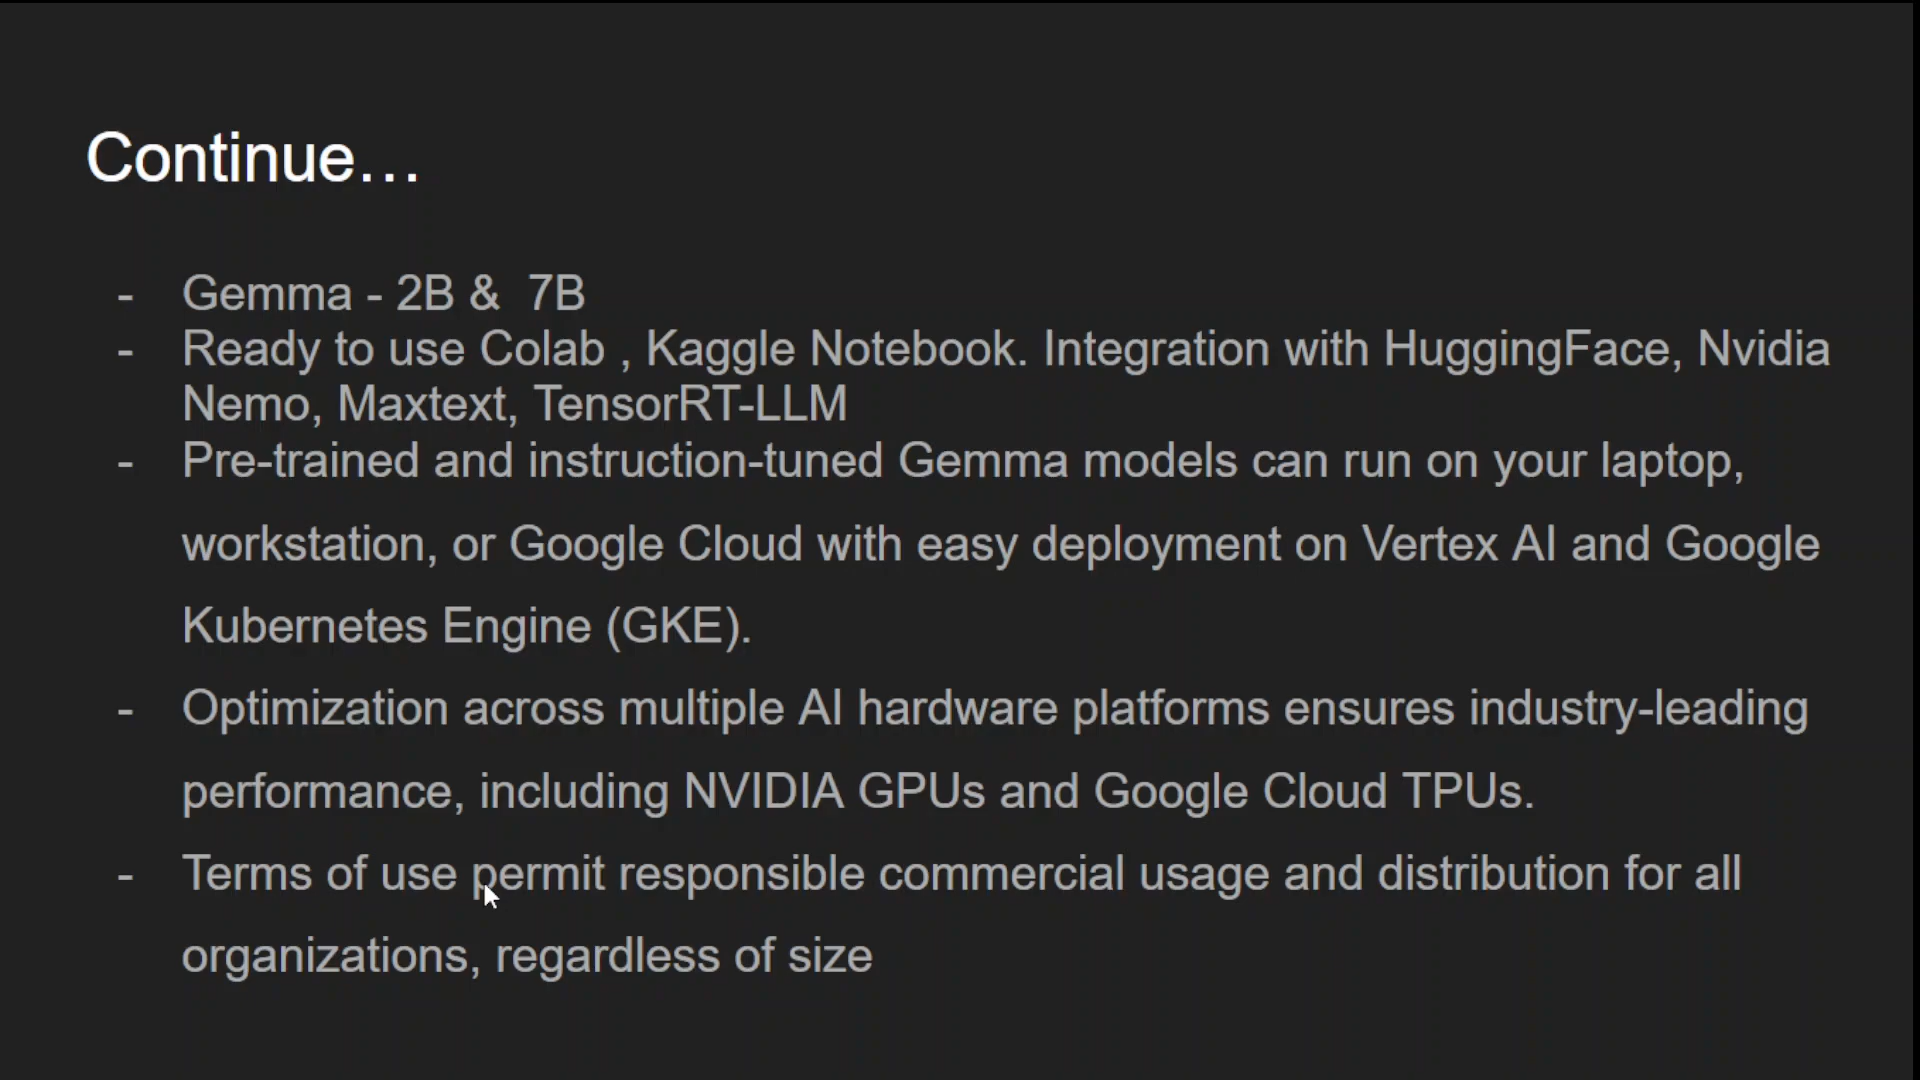 Continue…
- Gemma - 2B &  7B
- Ready to use Colab , Kaggle Notebook. Integration with HuggingFace, Nvidia
Nemo, Maxtext, TensorRT-LLM
- Pre-trained and instruction-tuned Gemma models can run on your laptop,
workstation, or Google Cloud with easy deployment on Vertex AI and Google
Kubernetes Engine (GKE).
- Optimization across multiple AI hardware platforms ensures industry-leading
performance, including NVIDIA GPUs and Google Cloud TPUs.
- Terms of use permit responsible commercial usage and distribution for all
organizations, regardless of size